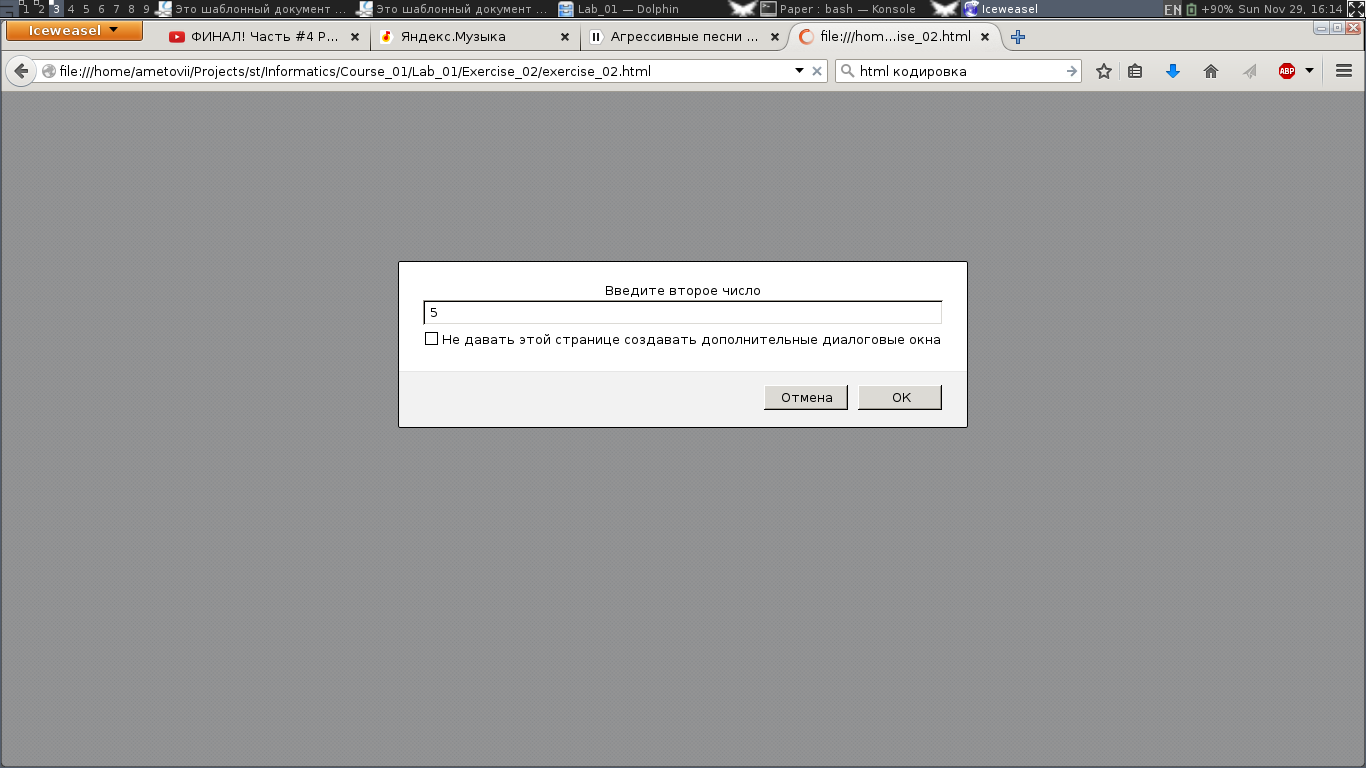 1 2 3 4 5 6 7 8 9 Это шаблонный документ ... Это шаблонный документ ... Lab_01 — Dolphin Paper : bash — Konsole Iceweasel EN +90% Sun Nov 29, 16:14
Iceweasel ФИНАЛ! Часть #4 P... Яндекс.Музыка Агрессивные песни ... file:///hom...ise_02.html
file:///home/ametovii/Projects/st/Informatics/Course_01/Lab_01/Exercise_02/exercise_02.html html кодировка ABP
Введите второе число
5
Не давать этой странице создавать дополнительные диалоговые окна
Отмена OK